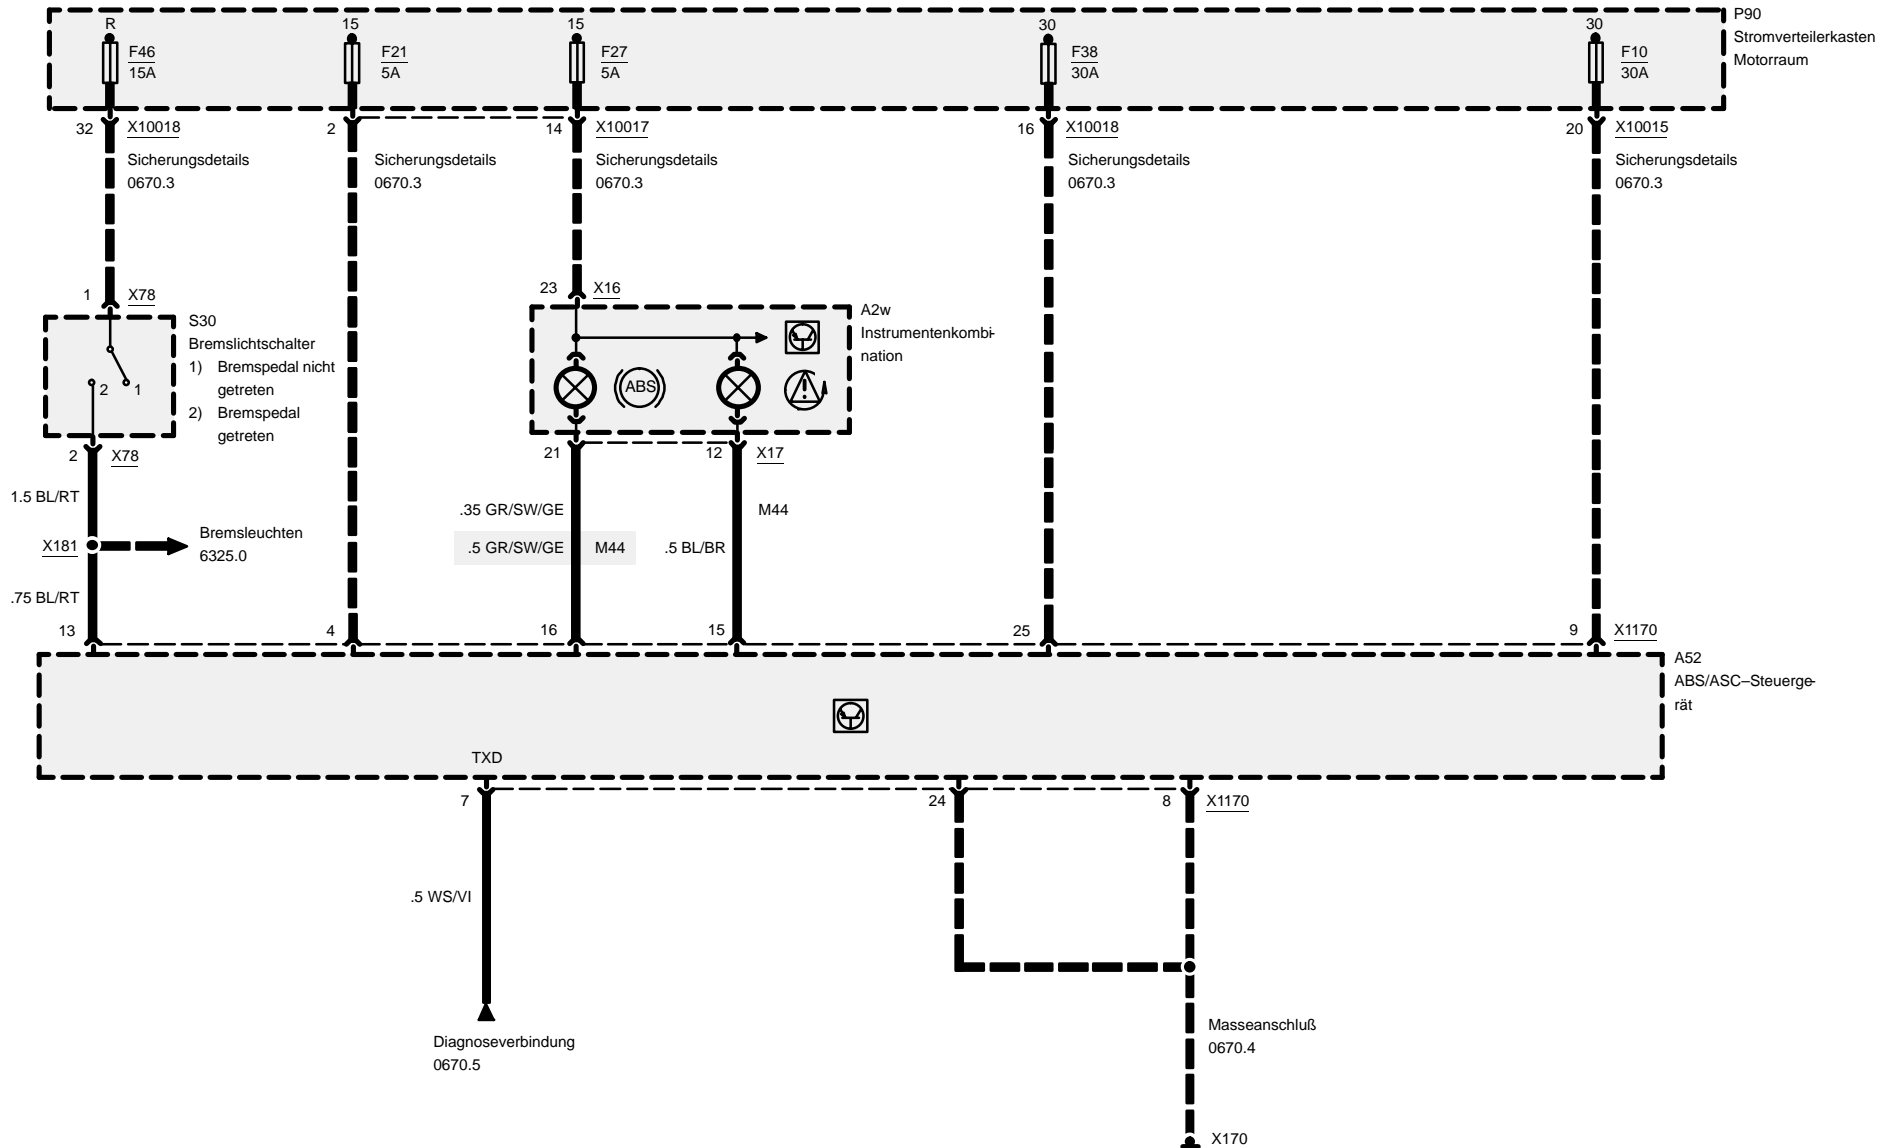 R
15
15
30
30
P90
Stromverteilerkasten
Motorraum
F46
15A
F21
5A
F27
5A
F38
30A
F10
30A
32
X10018
2
14
X10017
16
X10018
20
X10015
Sicherungsdetails
0670.3
Sicherungsdetails
0670.3
Sicherungsdetails
0670.3
Sicherungsdetails
0670.3
Sicherungsdetails
0670.3
1
X78
23
X16
S30
Bremslichtschalter
1) Bremspedal nicht
getreten
2) Bremspedal
getreten
2
1
A2w
Instrumentenkombi-
nation
ABS
2
X78
21
12
X17
1.5 BL/RT
.35 GR/SW/GE
M44
X181
Bremsleuchten
6325.0
.5 GR/SW/GE
M44
.5 BL/BR
.75 BL/RT
13
4
16
15
25
9
X1170
A52
ABS/ASC–Steuerge-
rät
TXD
7
24
8
X1170
.5 WS/VI
Diagnoseverbindung
0670.5
Masseanschluß
0670.4
X170